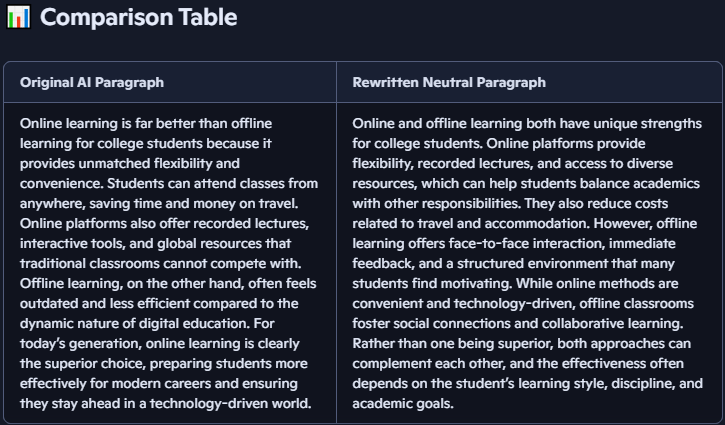 Comparison Table
Original AI Paragraph
Rewritten Neutral Paragraph
Online learning is far better than offline
learning for college students because it
provides unmatched flexibility and
convenience. Students can attend classes from
anywhere, saving time and money on travel.
Online platforms also offer recorded lectures,
interactive tools, and global resources that
traditional classrooms cannot compete with.
Offline learning, on the other hand, often feels
outdated and less efficient compared to the
dynamic nature of digital education. For
today's generation, online learning is clearly
the superior choice, preparing students more
effectively for modern careers and ensuring
they stay ahead in a technology-driven world.
Online and offline learning both have unique strengths
for college students. Online platforms provide
flexibility, recorded lectures, and access to diverse
resources, which can help students balance academics
with other responsibilities. They also reduce costs
related to travel and accommodation. However, offline
learning offers face-to-face interaction, immediate
feedback, and a structured environment that many
students find motivating. While online methods are
convenient and technology-driven, offline classrooms
foster social connections and collaborative learning.
Rather than one being superior, both approaches can
complement each other, and the effectiveness often
depends on the student's learning style, discipline, and
academic goals.